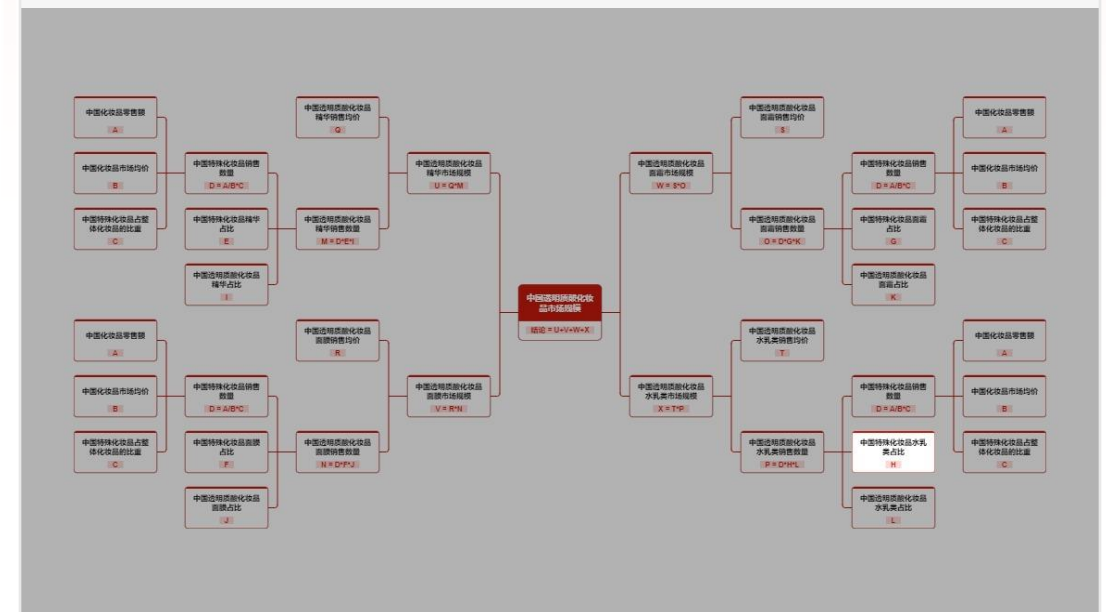 中国化妆品零售额
A
中国化妆品市场均价
B
中国特殊化妆品占整
体化妆品的比重
C
中国特殊化妆品销售
数量
D = A/B*C
中国特殊化妆品精华
占比
E
中国透明质酸化妆品
精华占比
I
中国透明质酸化妆品
精华销售均价
Q
中国透明质酸化妆品
精华销售数量
M = D*E*I
中国透明质酸化妆品
精华市场规模
U = Q*M
中国化妆品零售额
A
中国化妆品市场均价
B
中国特殊化妆品占整
体化妆品的比重
C
中国特殊化妆品销售
数量
D = A/B*C
中国特殊化妆品面膜
占比
F
中国透明质酸化妆品
面膜占比
J
中国透明质酸化妆品
面膜销售均价
R
中国透明质酸化妆品
面膜销售数量
N = D*F*J
中国透明质酸化妆品
面膜市场规模
V = R*N
中国透明质酸化妆
品市场规模
结论 = U+V+W+X
中国透明质酸化妆品
面霜市场规模
W = S*O
中国透明质酸化妆品
面霜销售均价
S
中国透明质酸化妆品
面霜销售数量
O = D*G*K
中国特殊化妆品销售
数量
D = A/B*C
中国特殊化妆品面霜
占比
G
中国透明质酸化妆品
面霜占比
K
中国化妆品零售额
A
中国化妆品市场均价
B
中国特殊化妆品占整
体化妆品的比重
C
中国透明质酸化妆品
水乳类市场规模
X = T*P
中国透明质酸化妆品
水乳类销售均价
T
中国透明质酸化妆品
水乳类销售数量
P = D*H*L
中国特殊化妆品销售
数量
D = A/B*C
中国特殊化妆品水乳
类占比
H
中国透明质酸化妆品
水乳类占比
L
中国化妆品零售额
A
中国化妆品市场均价
B
中国特殊化妆品占整
体化妆品的比重
C